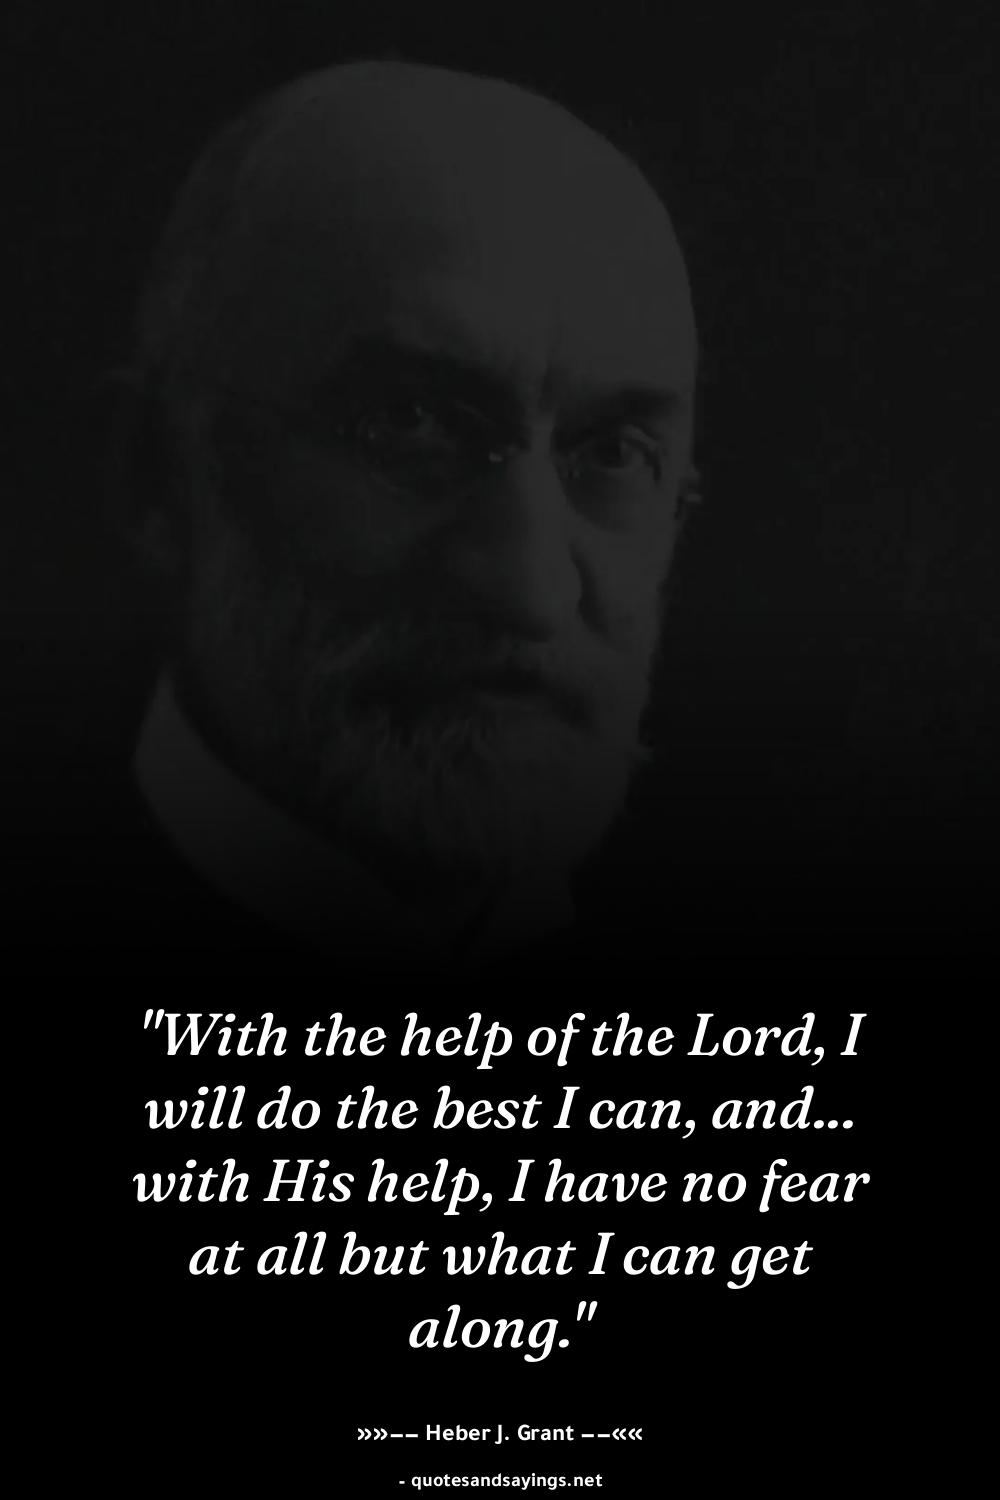 "With the help of the Lord, I
will do the best I can, and...
with His help, I have no fear
at all but what I can get
along."
»»–– Heber J. Grant ––««
- quotesandsayings.net